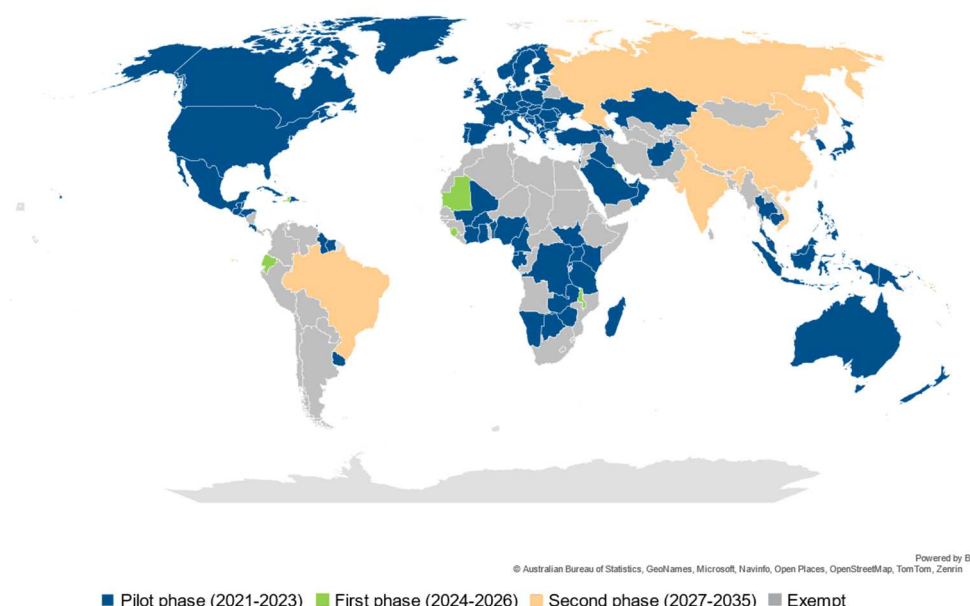 Powered by B
© Australian Bureau of Statistics, GeoNames, Microsoft, Navinfo, Open Places, OpenStreetMap, TomTom, Zenrin
Pilot phase (2021-2023) First phase (2024-2026) Second phase (2027-2035) Exempt